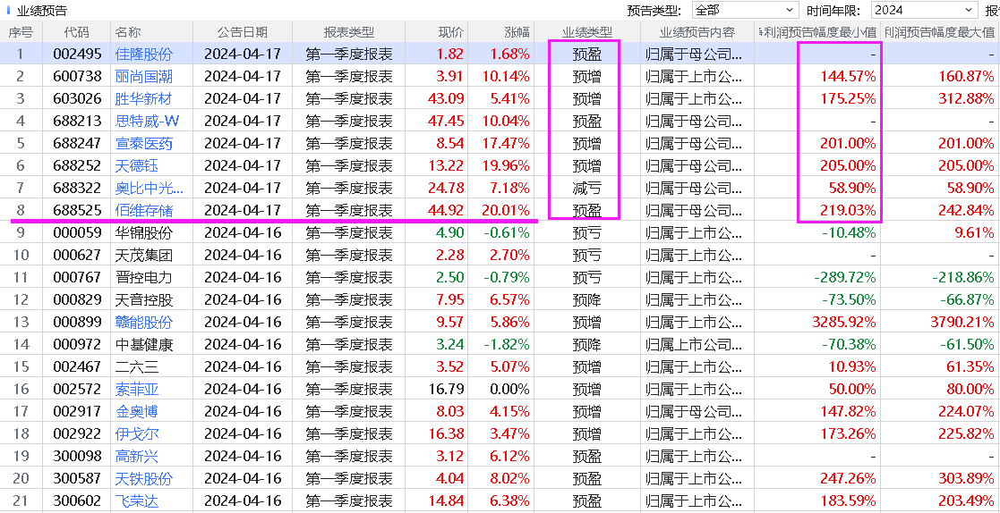 业绩预告 预告类型: 全部 时间年限: 2024 报
序号 代码 名称 公告日期 报表类型 现价 涨幅 业绩类型 业绩预告内容 利润预告幅度最小值 利润预告幅度最大值
1 002495 佳隆股份 2024-04-17 第一季度报表 1.82 1.68% 预盈 归属于母公司... - -
2 600738 丽尚国潮 2024-04-17 第一季度报表 3.91 10.14% 预增 归属于上市公... 144.57% 160.87%
3 603026 胜华新材 2024-04-17 第一季度报表 43.09 5.41% 预增 归属于上市公... 175.25% 312.88%
4 688213 思特威-W 2024-04-17 第一季度报表 47.45 10.04% 预盈 归属于母公司... - -
5 688247 宣泰医药 2024-04-17 第一季度报表 8.54 17.47% 预增 归属于母公司... 201.00% 201.00%
6 688252 天德钰 2024-04-17 第一季度报表 13.22 19.96% 预增 归属于母公司... 205.00% 205.00%
7 688322 奥比中光... 2024-04-17 第一季度报表 24.78 7.18% 减亏 归属于母公司... 58.90% 58.90%
8 688525 佰维存储 2024-04-17 第一季度报表 44.92 20.01% 预盈 归属于母公司... 219.03% 242.84%
9 000059 华锦股份 2024-04-16 第一季度报表 4.90 -0.61% 预亏 归属于上市公... -10.48% 9.61%
10 000627 天茂集团 2024-04-16 第一季度报表 2.28 2.70% 预亏 归属于上市公... - -
11 000767 晋控电力 2024-04-16 第一季度报表 2.50 -0.79% 预亏 归属于上市公... -289.72% -218.86%
12 000829 天音控股 2024-04-16 第一季度报表 7.95 6.57% 预降 归属于上市公... -73.50% -66.87%
13 000899 赣能股份 2024-04-16 第一季度报表 9.57 5.86% 预增 归属于上市公... 3285.92% 3790.21%
14 000972 中基健康 2024-04-16 第一季度报表 3.24 -1.82% 预降 归属上市公司... -70.38% -61.50%
15 002467 二六三 2024-04-16 第一季度报表 3.52 5.07% 预增 归属于上市公... 10.93% 61.35%
16 002572 索菲亚 2024-04-16 第一季度报表 16.79 0.00% 预增 归属于上市公... 50.00% 80.00%
17 002917 金奥博 2024-04-16 第一季度报表 8.03 4.15% 预增 归属于母公司... 147.82% 224.07%
18 002922 伊戈尔 2024-04-16 第一季度报表 16.38 3.47% 预增 归属于上市公... 173.26% 225.82%
19 300098 高新兴 2024-04-16 第一季度报表 3.12 6.12% 预盈 归属于上市公... - -
20 300587 天铁股份 2024-04-16 第一季度报表 4.04 8.02% 预盈 归属于上市公... 247.26% 303.89%
21 300602 飞荣达 2024-04-16 第一季度报表 14.84 6.38% 预盈 归属于上市公... 183.59% 203.49%